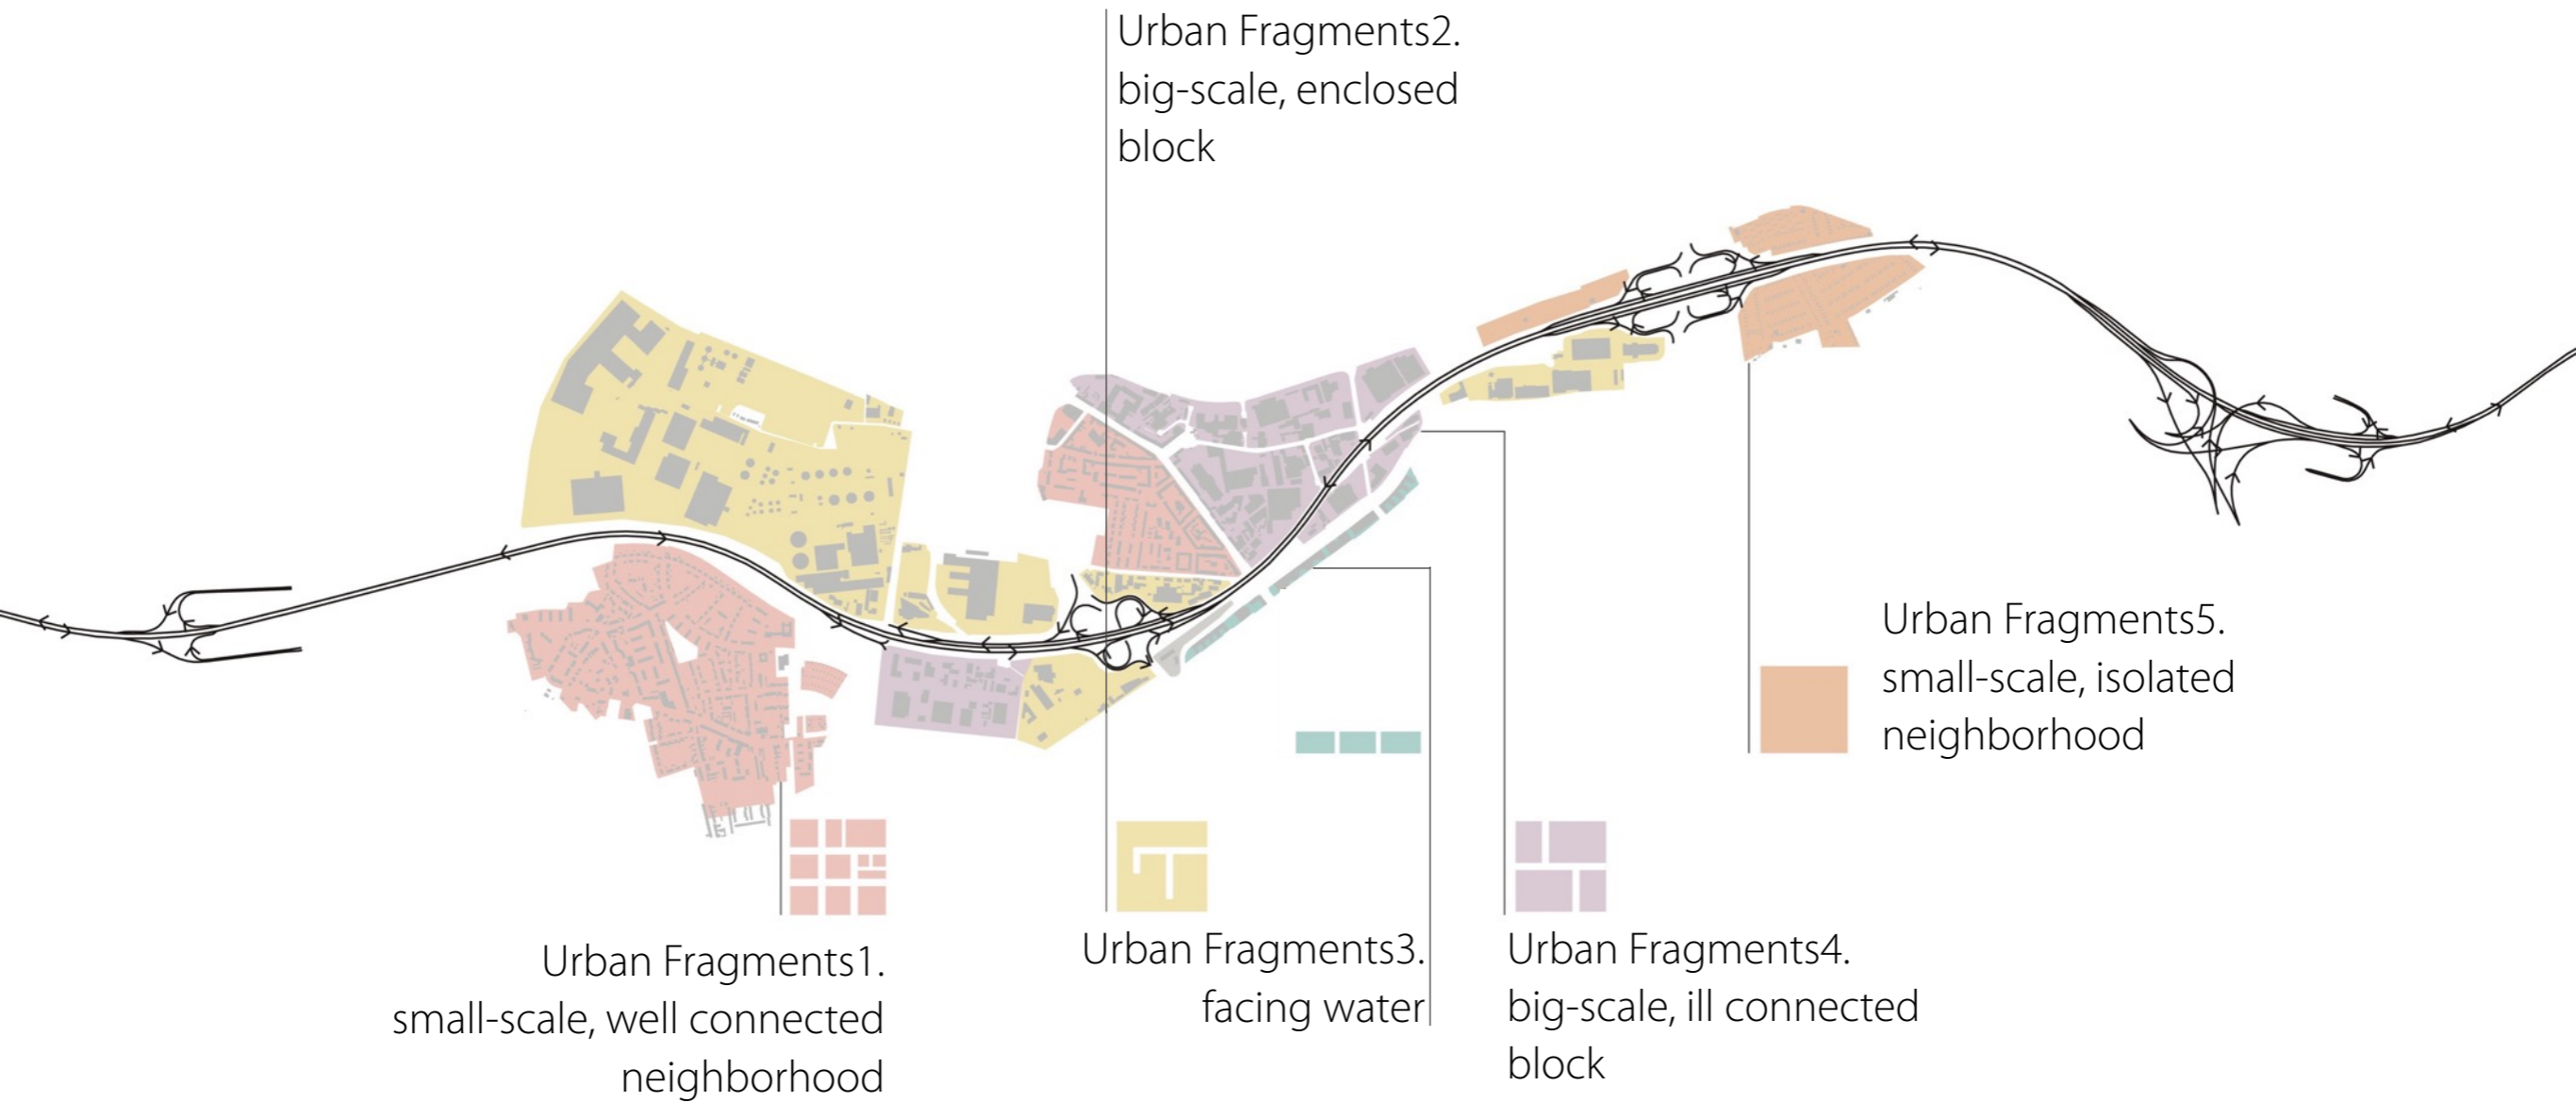 Urban Fragments2.
big-scale, enclosed
block
Urban Fragments5.
small-scale, isolated
neighborhood
Urban Fragments1.
small-scale, well connected
neighborhood
Urban Fragments3.
facing water
Urban Fragments4.
big-scale, ill connected
block